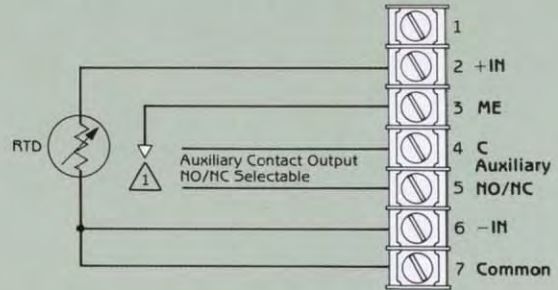 1
2 +IN
3 ME
RTD
4 C
Auxiliary
Auxiliary Contact Output
NO/NC Selectable
1
5 NO/NC
6 -IN
7 Common